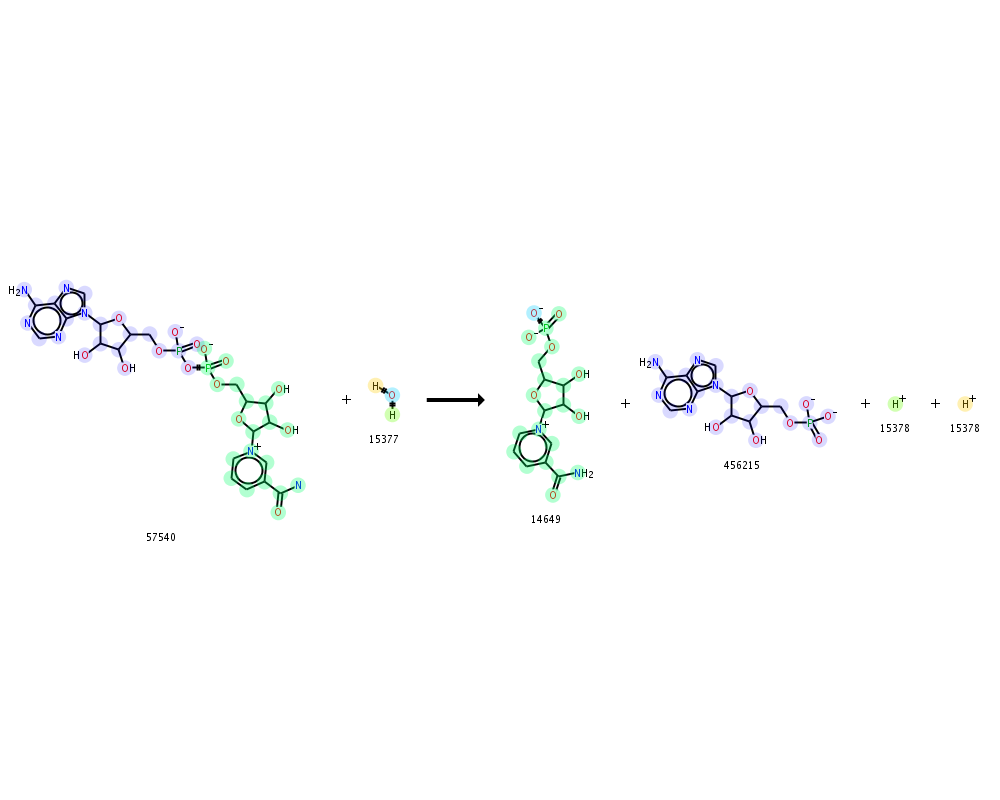 H₂N N N N N O HO OH O O⁻ P O O O⁻ P O O OH O OH N⁺ N O
57540
+
H O H
15377
O⁻ O P O⁻ O OH O OH N⁺ NH₂ O
14649
+
H₂N N N N N O HO OH O O⁻ P O⁻ O
456215
+
H⁺
15378
+
H⁺
15378